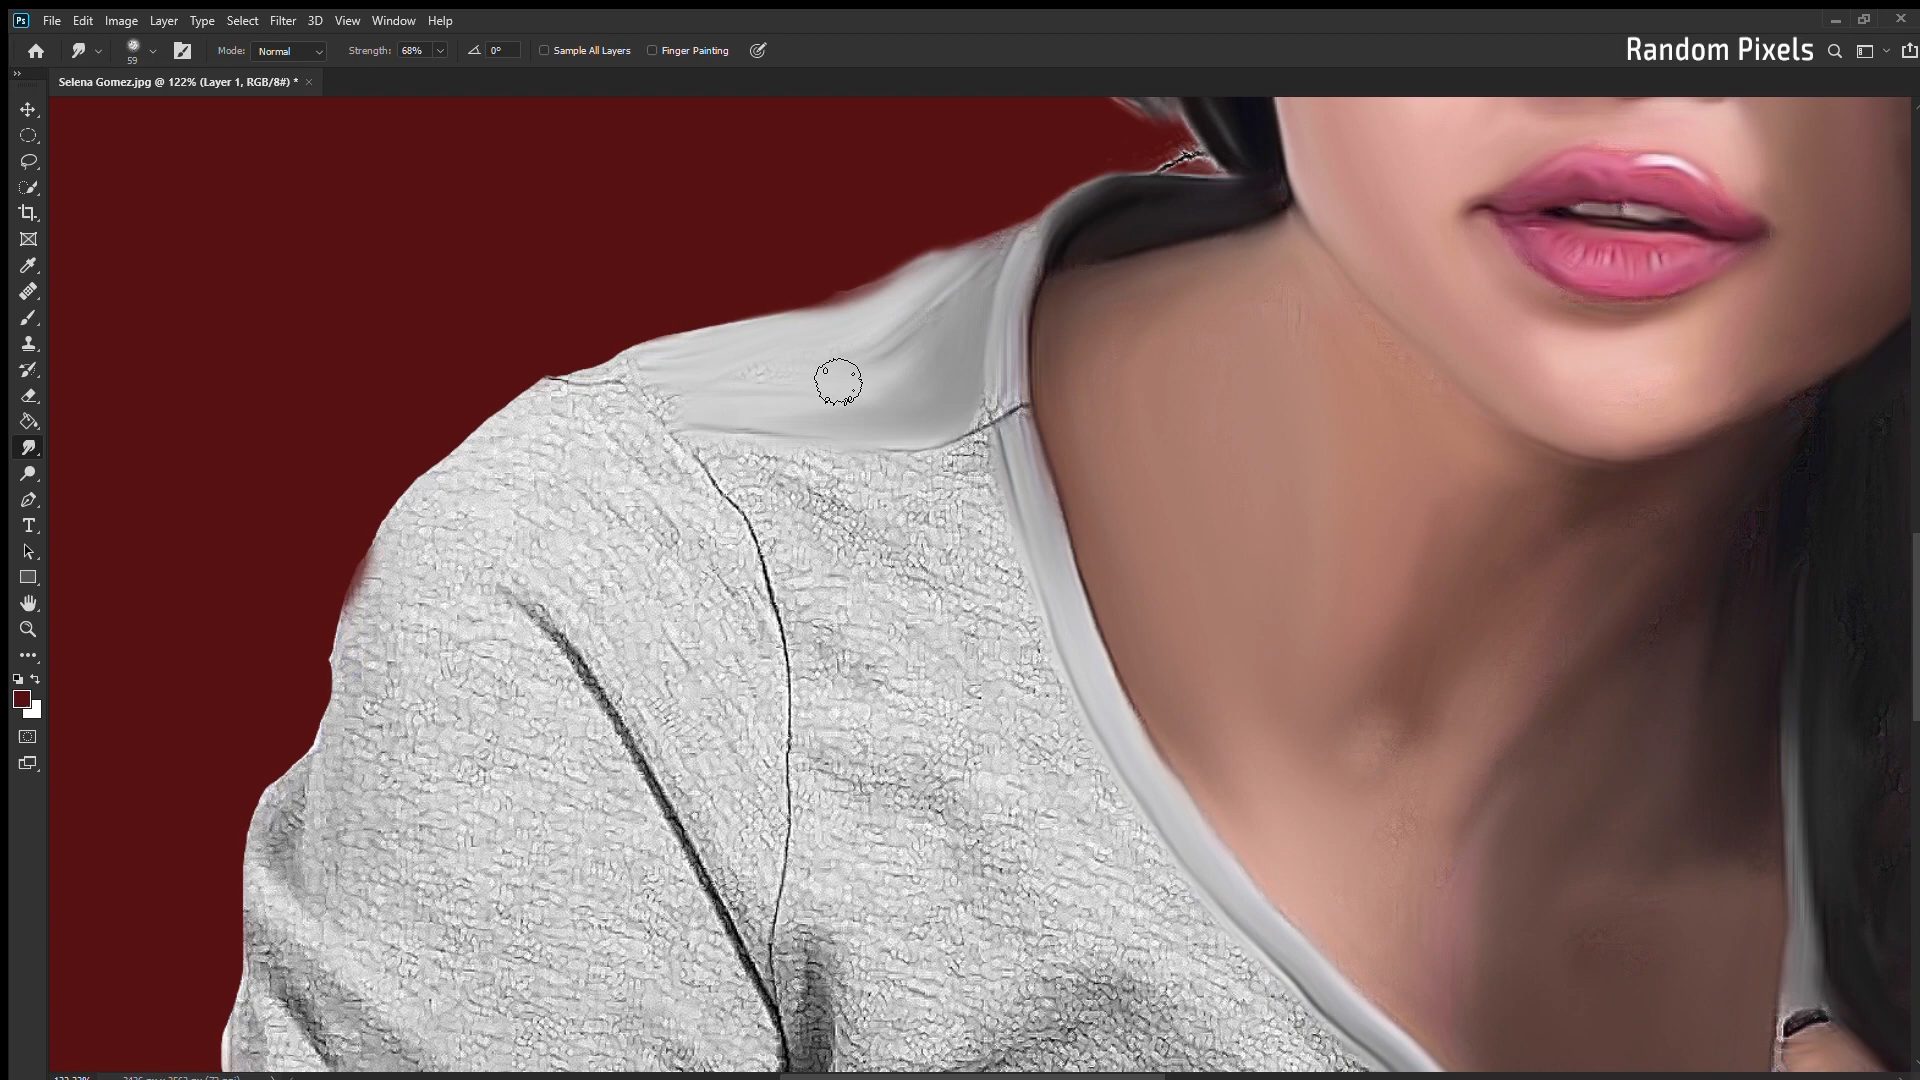 Ps File Edit Image Layer Type Select Filter 3D View Window Help
59 Mode: Normal Strength: 68% 0° Sample All Layers Finger Painting Random Pixels
Selena Gomez.jpg @ 122% (Layer 1, RGB/8#) * ×